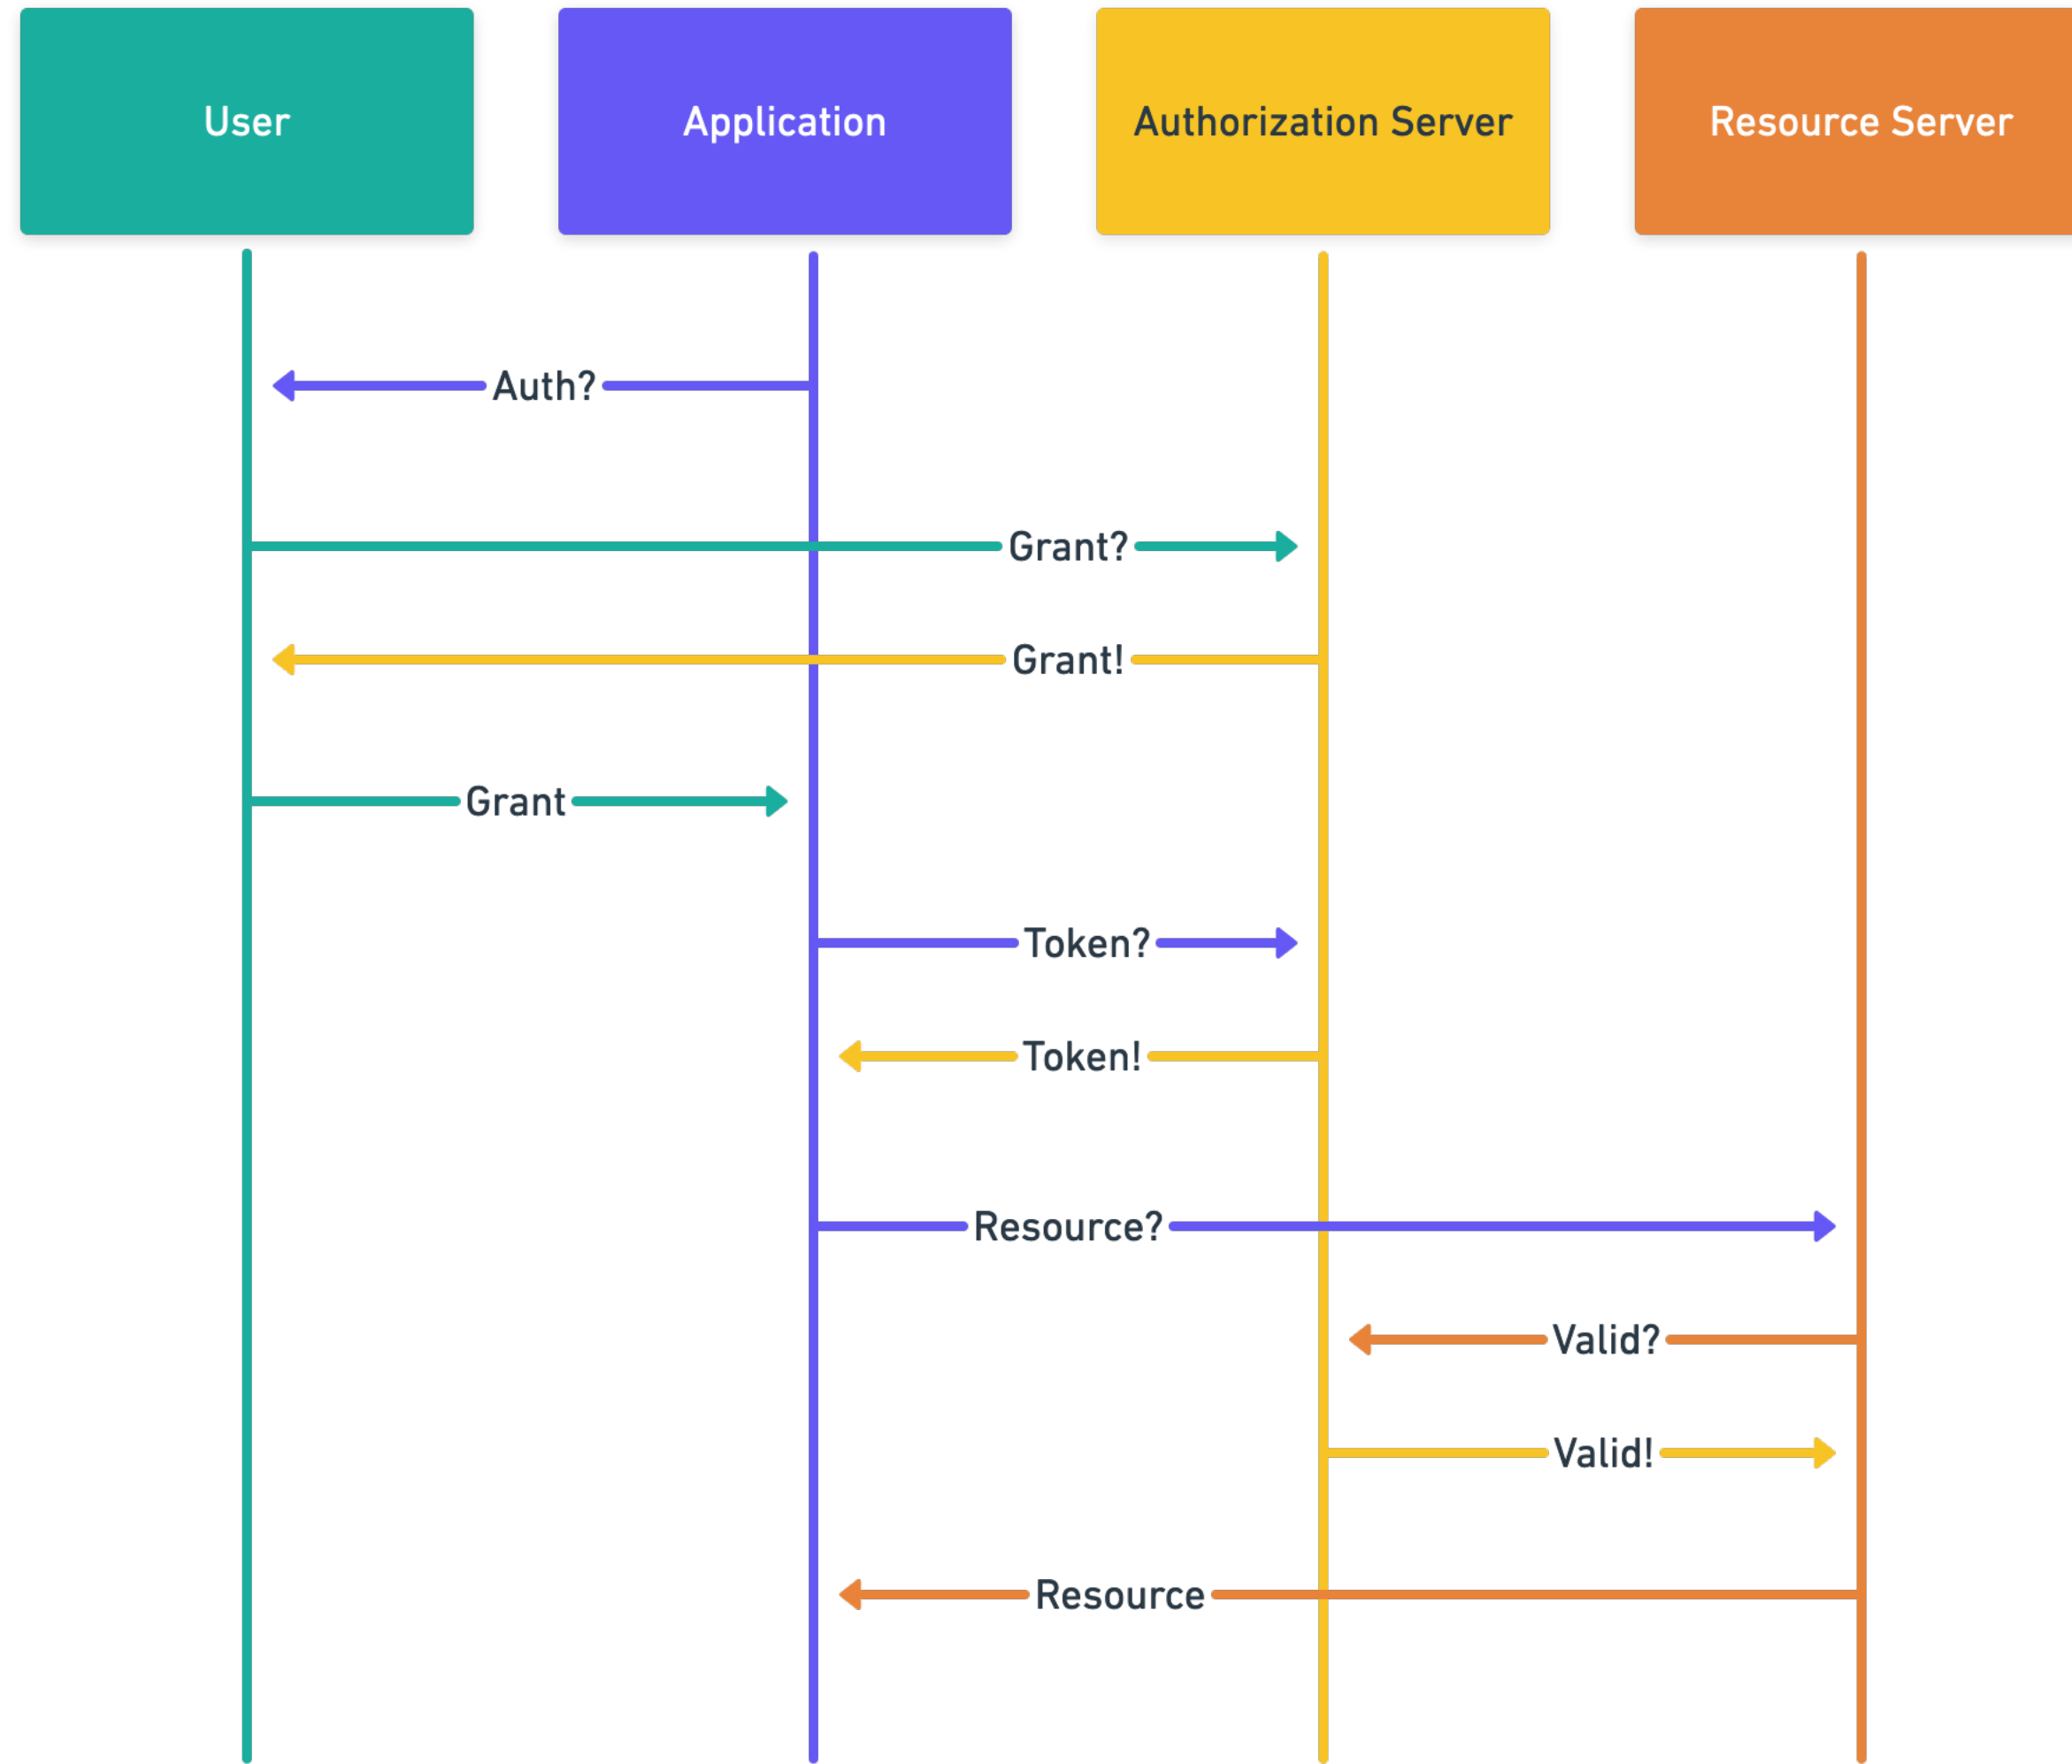 User
Application
Authorization Server
Resource Server
Auth?
Grant?
Grant!
Grant
Token?
Token!
Resource?
Valid?
Valid!
Resource